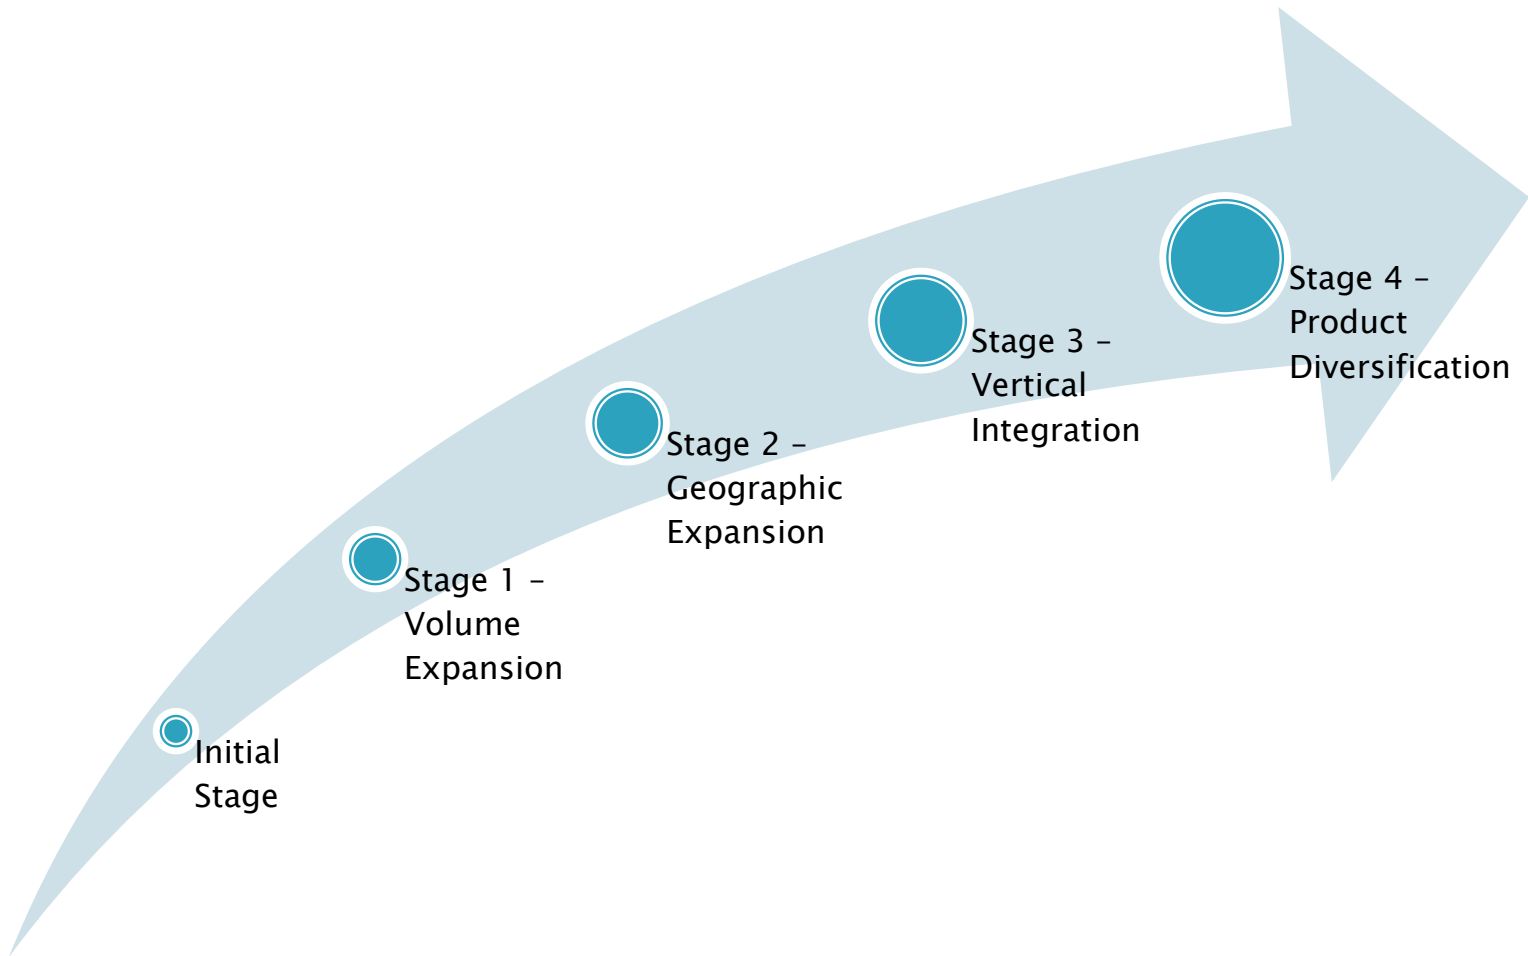 Initial
Stage
Stage 1 –
Volume
Expansion
Stage 2 –
Geographic
Expansion
Stage 3 –
Vertical
Integration
Stage 4 –
Product
Diversification